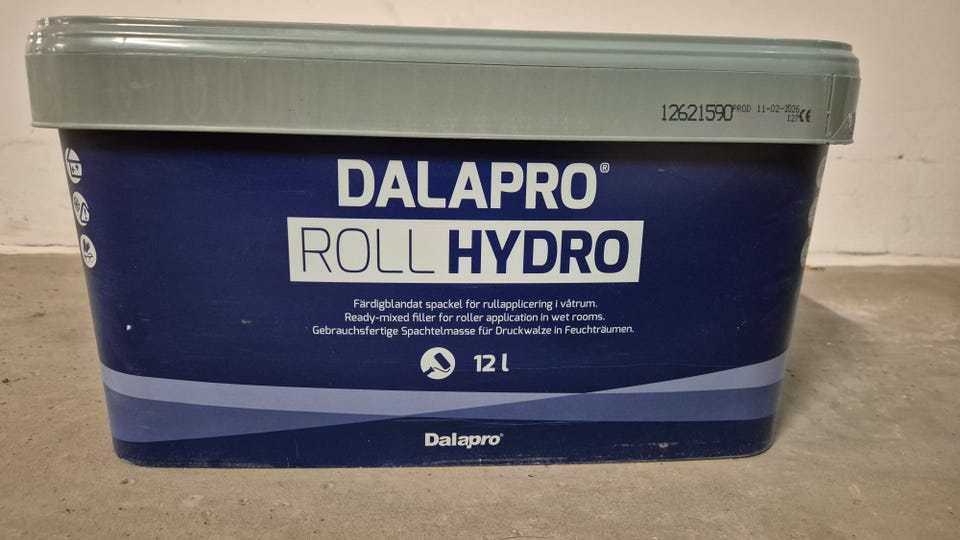 12621590 PROD 11-02-2026
127 CE
DALAPRO®
ROLL HYDRO
Färdigblandat spackel för rullapplicering i våtrum.
Ready-mixed filler for roller application in wet rooms.
Gebrauchsfertige Spachtelmasse für Druckwalze in Feuchträumen.
12 l
Dalapro®